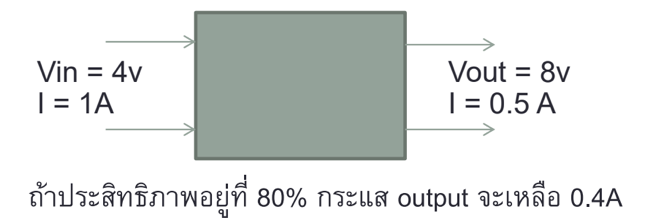 Vin = 4v
I = 1A
Vout = 8v
I = 0.5 A
ถ้าประสิทธิภาพอยู่ที่ 80% กระแส output จะเหลือ 0.4A